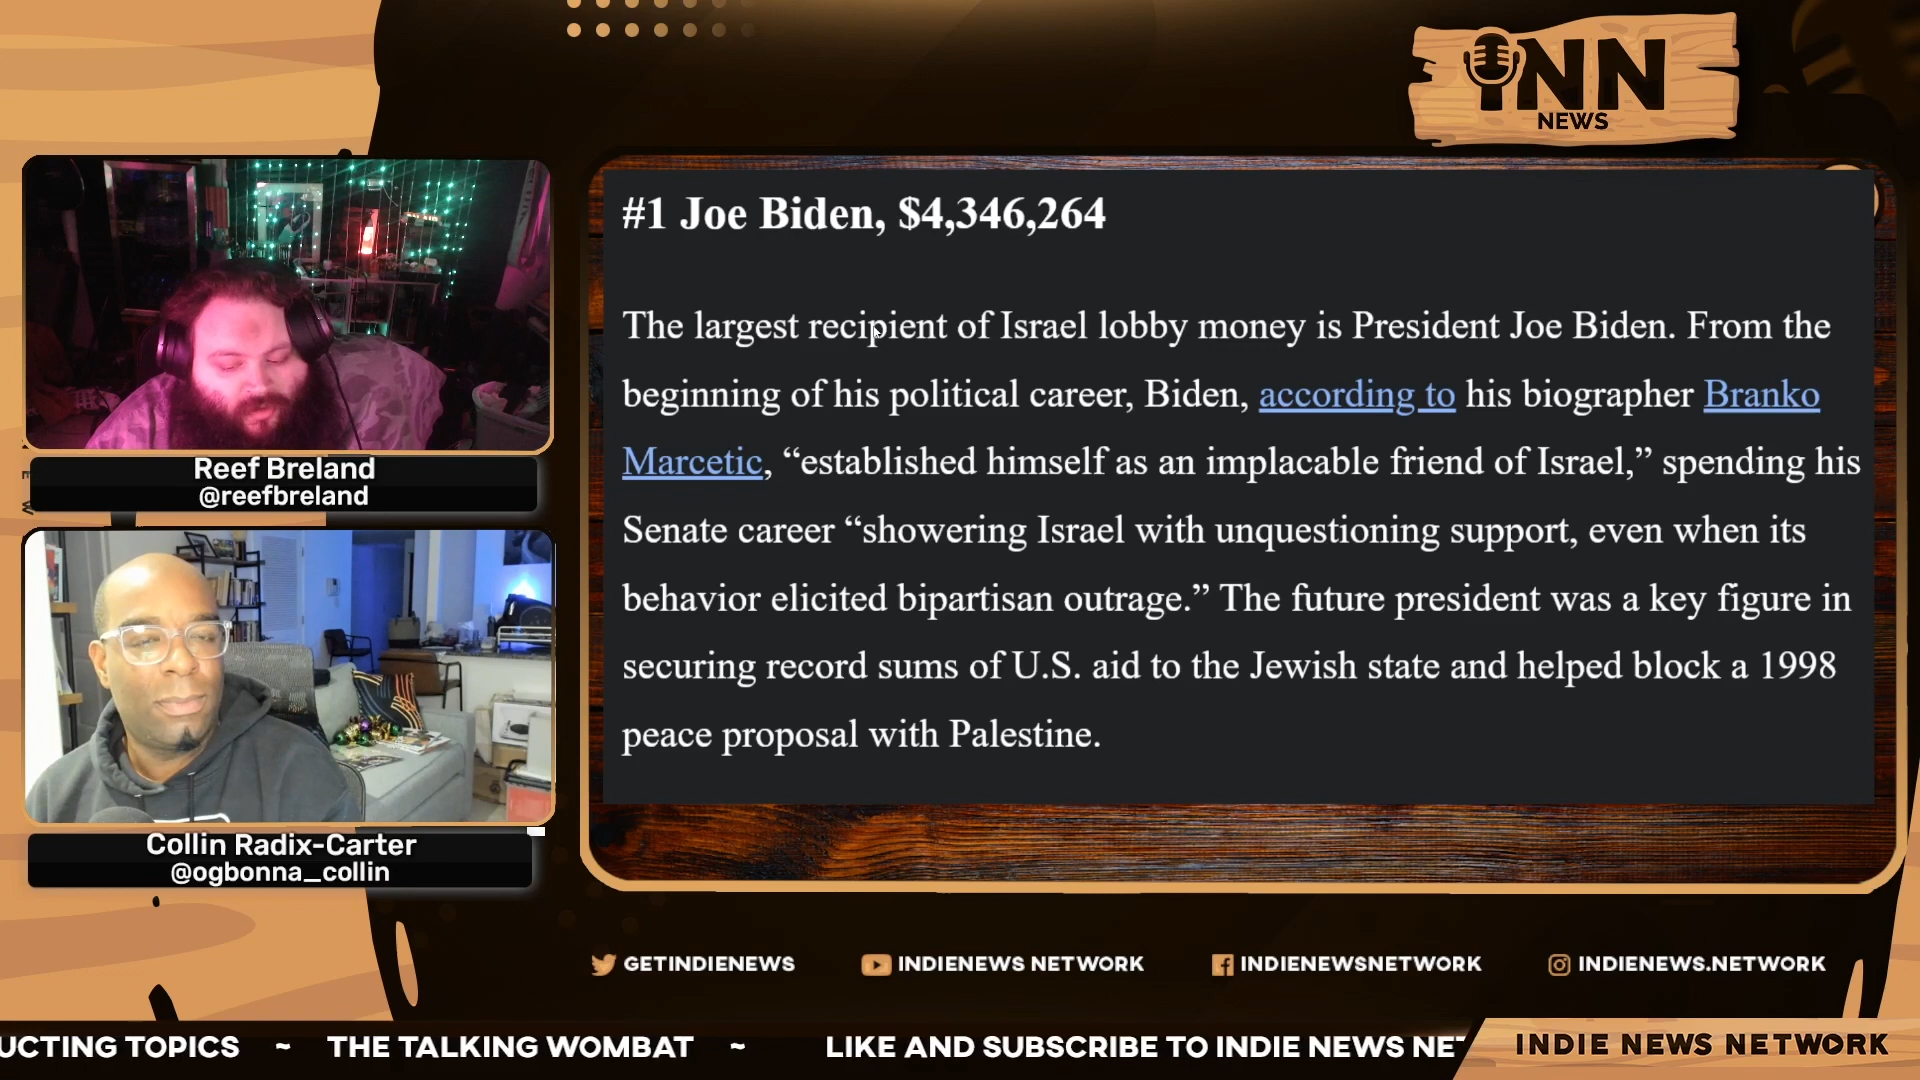 INN
NEWS
#1 Joe Biden, $4,346,264
The largest recipient of Israel lobby money is President Joe Biden. From the
beginning of his political career, Biden, according to his biographer Branko
Marcetic, “established himself as an implacable friend of Israel,” spending his
Senate career “showering Israel with unquestioning support, even when its
behavior elicited bipartisan outrage.” The future president was a key figure in
securing record sums of U.S. aid to the Jewish state and helped block a 1998
peace proposal with Palestine.
Reef Breland
@reefbreland
Collin Radix-Carter
@ogbonna_collin
GETINDIENEWS
INDIENEWS NETWORK
INDIENEWSNETWORK
INDIENEWS.NETWORK
UCTING TOPICS ~ THE TALKING WOMBAT ~ LIKE AND SUBSCRIBE TO INDIE NEWS NET
INDIE NEWS NETWORK